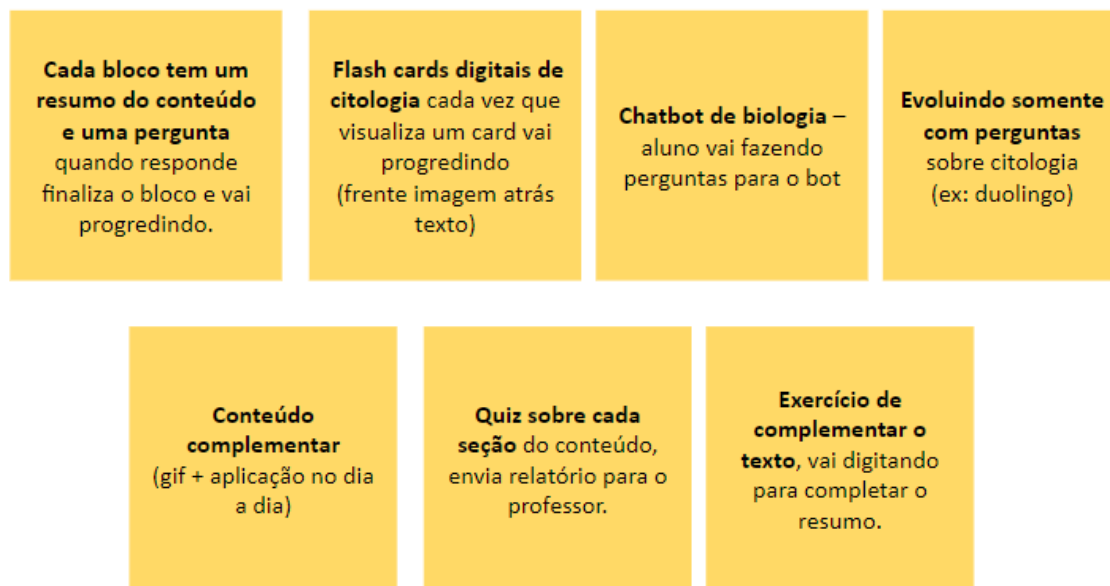 Cada bloco tem um
resumo do conteúdo
e uma pergunta
quando responde
finaliza o bloco e vai
progredindo.
Flash cards digitais de
citologia cada vez que
visualiza um card vai
progredindo
(frente imagem atrás
texto)
Chatbot de biologia –
aluno vai fazendo
perguntas para o bot
Evoluindo somente
com perguntas
sobre citologia
(ex: duolingo)
Conteúdo
complementar
(gif + aplicação no dia
a dia)
Quiz sobre cada
seção do conteúdo,
envia relatório para o
professor.
Exercício de
complementar o
texto, vai digitando
para completar o
resumo.